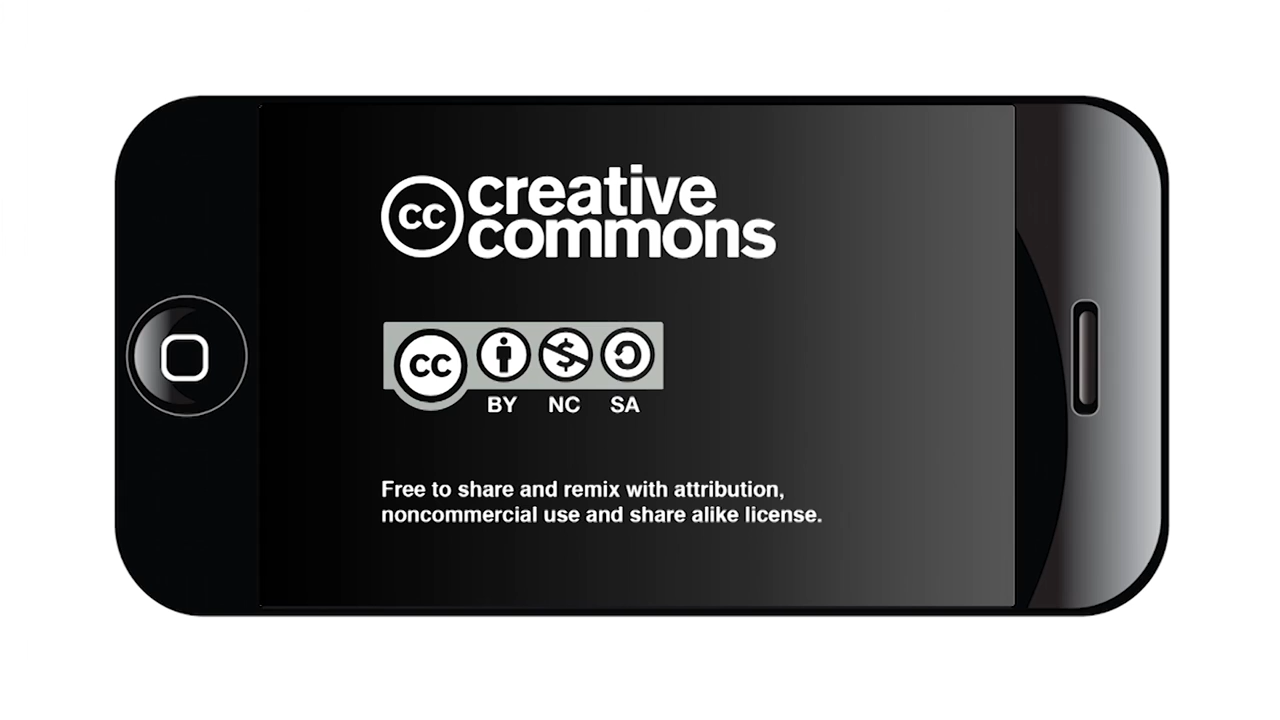 cc creative
commons
cc
BY NC SA
Free to share and remix with attribution,
noncommercial use and share alike license.